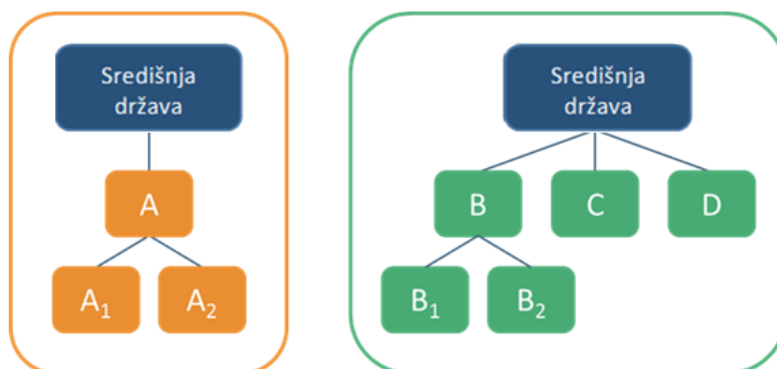 Središnja
država
Središnja
država
A
B
C
D
A₁
A₂
B₁
B₂